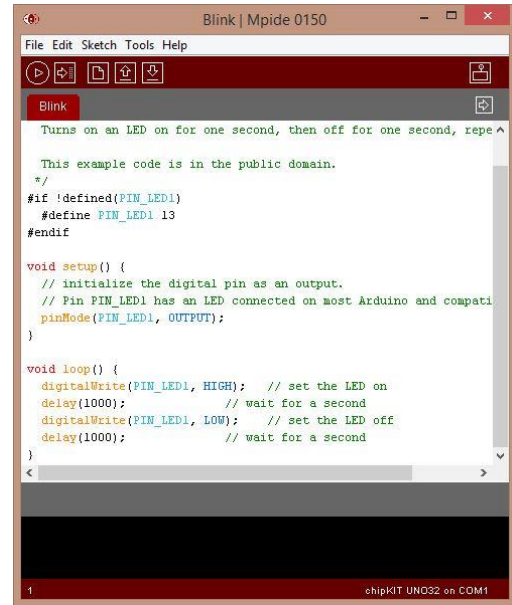 Blink | Mpide 0150
File Edit Sketch Tools Help
Blink
Turns on an LED on for one second, then off for one second, repe
This example code is in the public domain.
*/
#if !defined(PIN_LED1)
#define PIN_LED1 13
#endif
void setup() {
// initialize the digital pin as an output.
// Pin PIN_LED1 has an LED connected on most Arduino and compati
pinMode(PIN_LED1, OUTPUT);
}
void loop() {
digitalWrite(PIN_LED1, HIGH); // set the LED on
delay(1000); // wait for a second
digitalWrite(PIN_LED1, LOW); // set the LED off
delay(1000); // wait for a second
}
1 chipKIT UNO32 on COM1